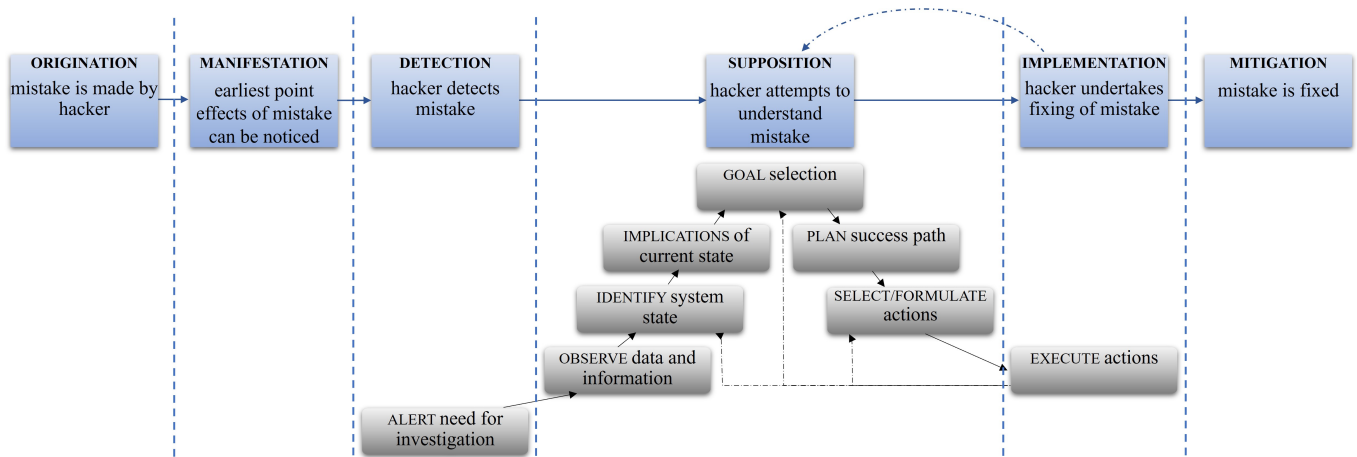 ORIGINATION
mistake is made by
hacker
MANIFESTATION
earliest point
effects of mistake
can be noticed
DETECTION
hacker detects
mistake
SUPPOSITION
hacker attempts to
understand
mistake
IMPLEMENTATION
hacker undertakes
fixing of mistake
MITIGATION
mistake is fixed
GOAL selection
IMPLICATIONS of
current state
PLAN success path
IDENTIFY system
state
SELECT/FORMULATE
actions
OBSERVE data and
information
EXECUTE actions
ALERT need for
investigation